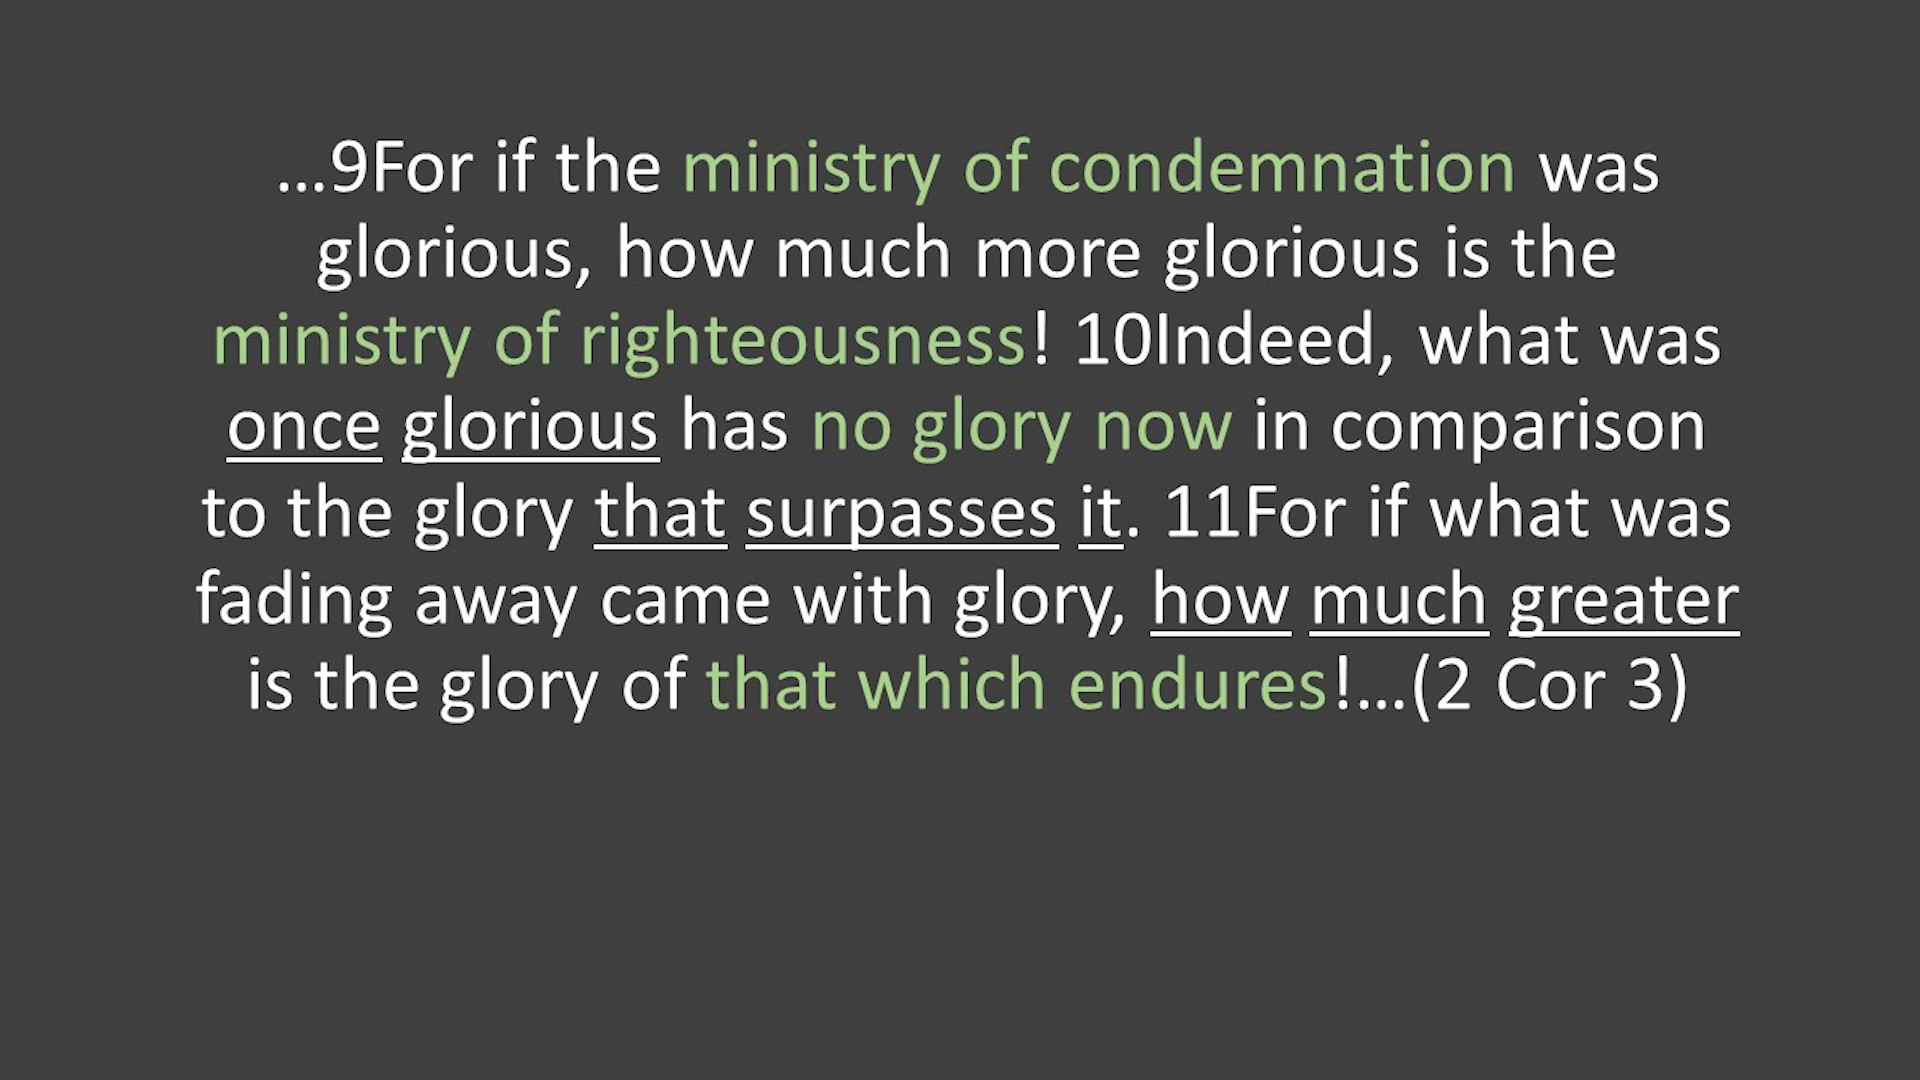 ...9For if the ministry of condemnation was
glorious, how much more glorious is the
ministry of righteousness! 10Indeed, what was
once glorious has no glory now in comparison
to the glory that surpasses it. 11For if what was
fading away came with glory, how much greater
is the glory of that which endures!...(2 Cor 3)